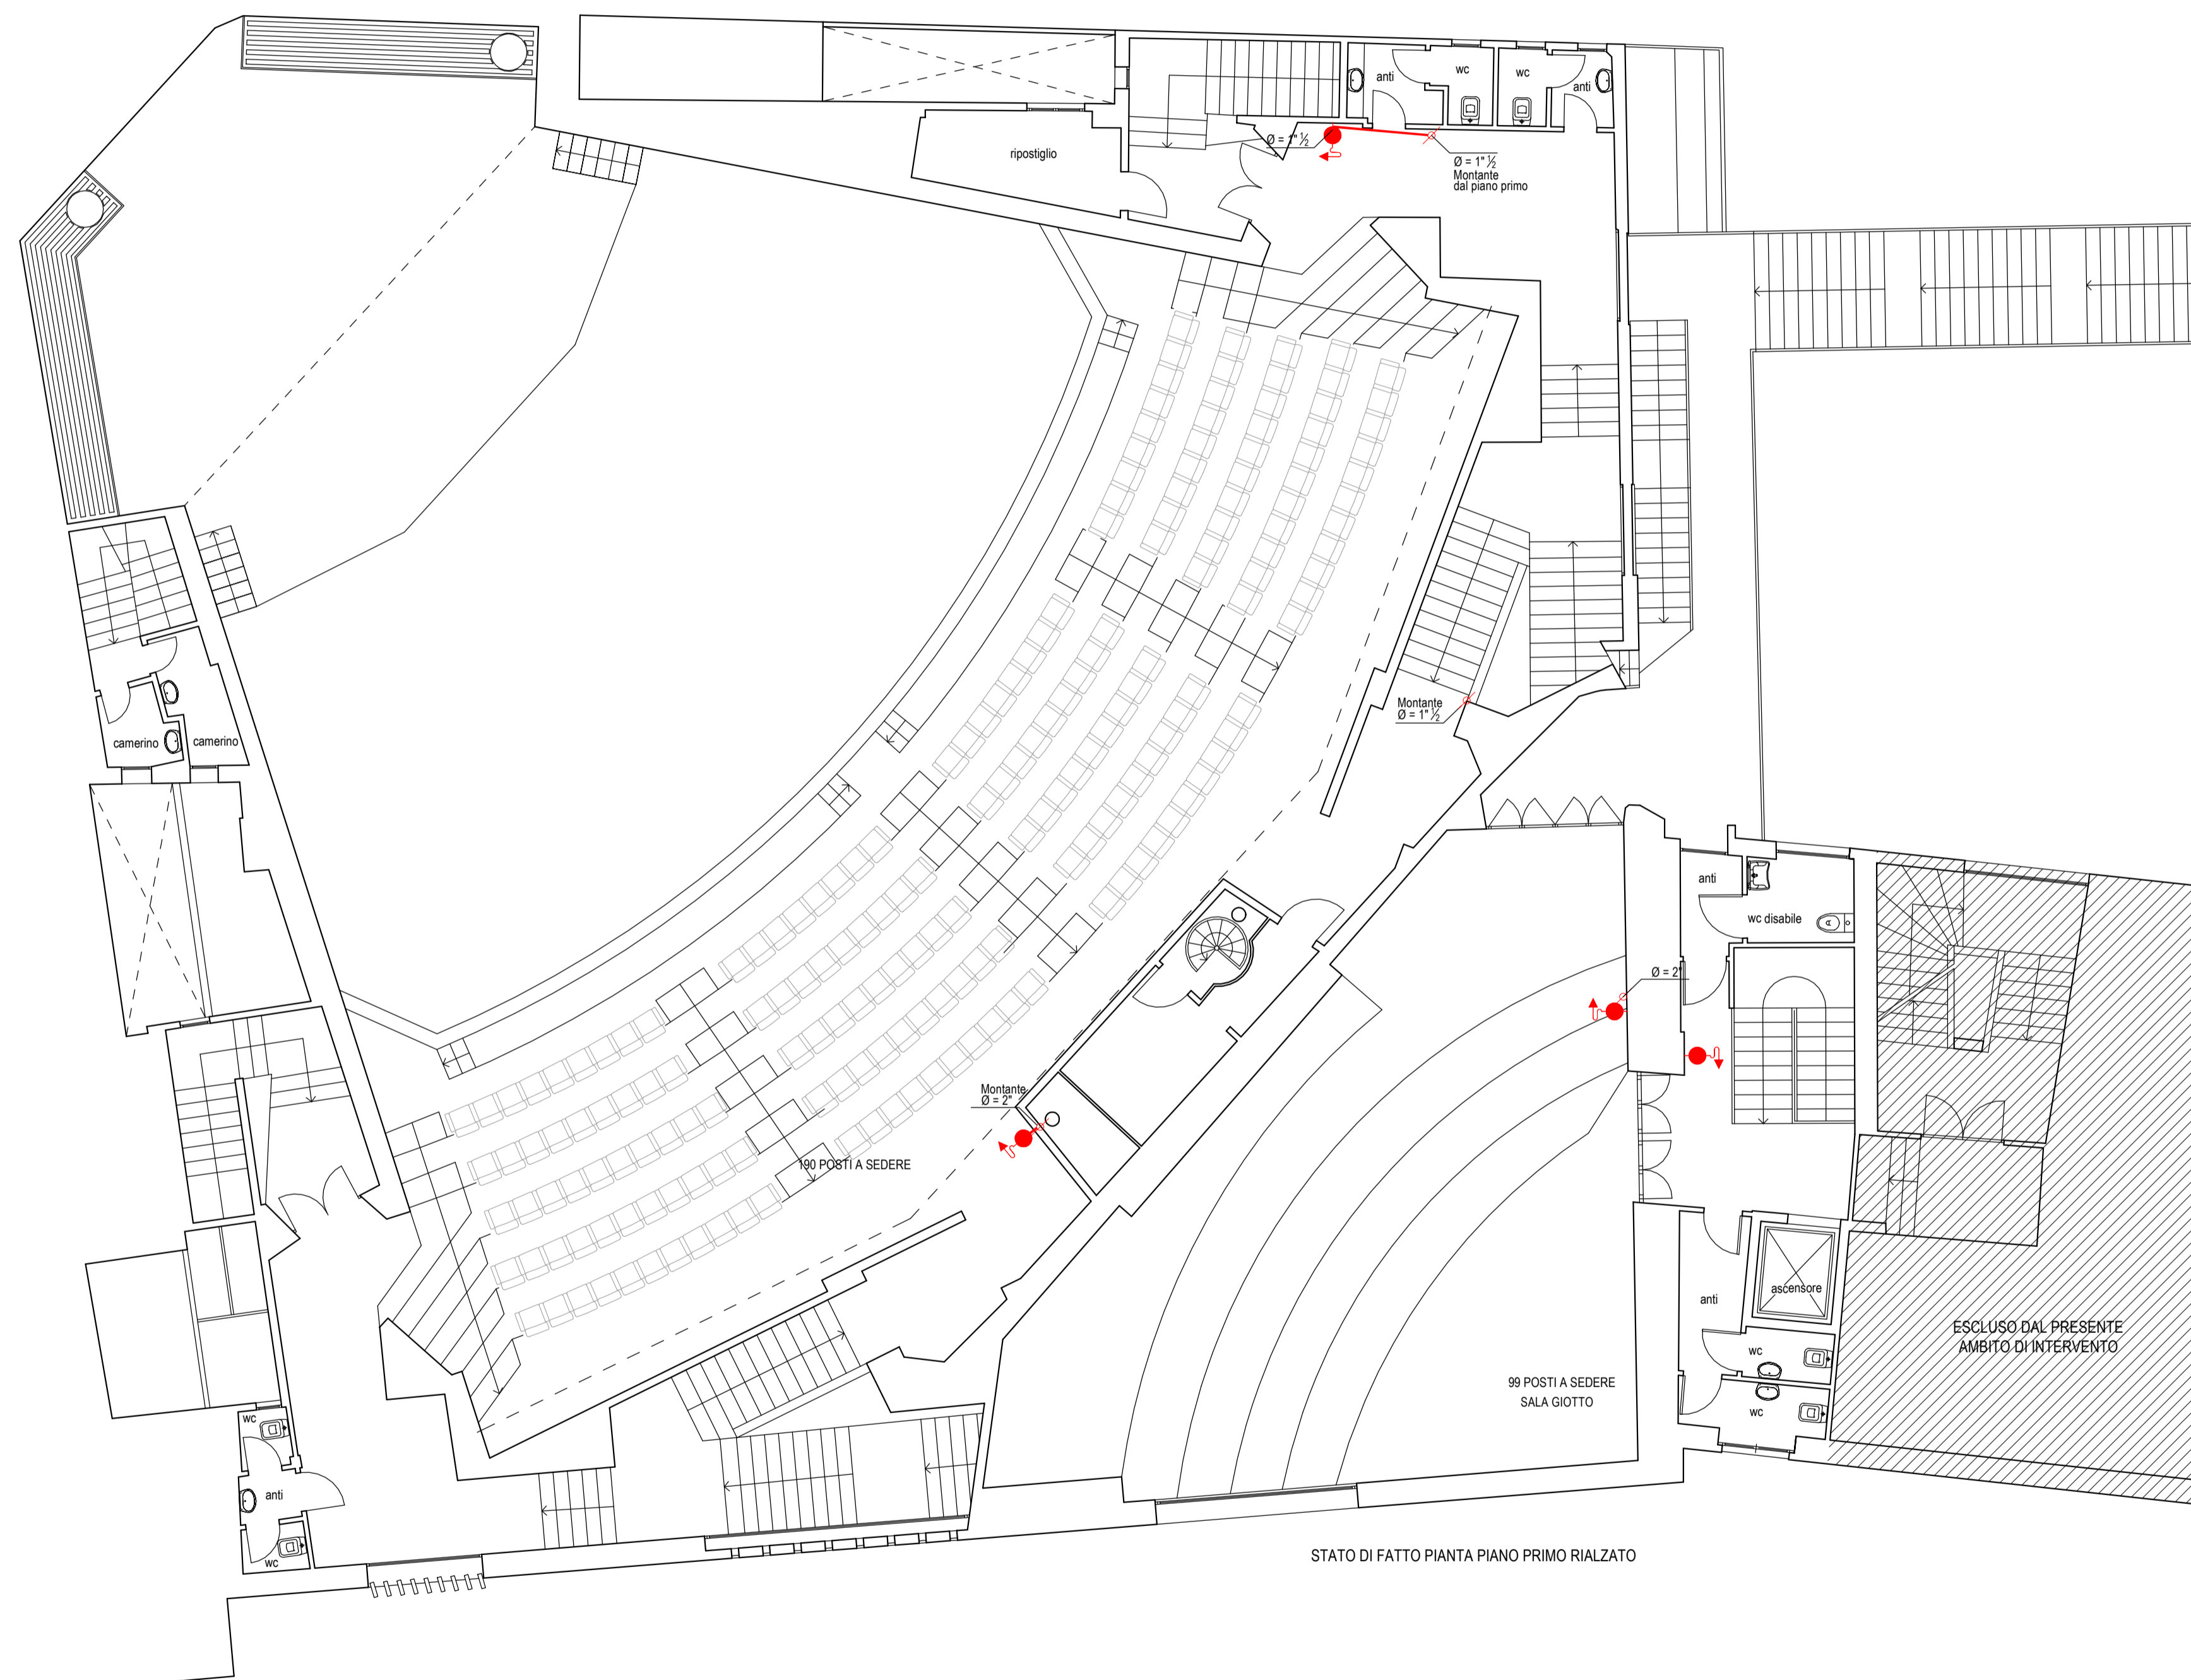 anti
wc
wc
anti
Ø = 1" ½
ripostiglio
Ø = 1" ½
Montante
dal piano primo
Montante
Ø = 1" ½
camerino
camerino
anti
wc disabile
Ø = 2"
Montante
Ø = 2"
190 POSTI A SEDERE
ascensore
anti
ESCLUSO DAL PRESENTE
AMBITO DI INTERVENTO
wc
99 POSTI A SEDERE
SALA GIOTTO
wc
wc
anti
wc
STATO DI FATTO PIANTA PIANO PRIMO RIALZATO